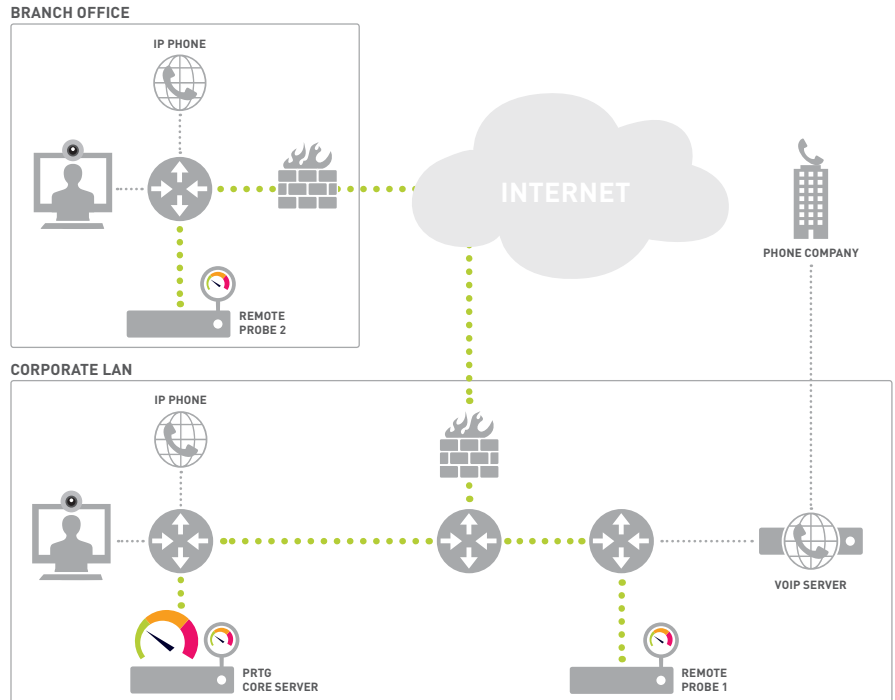 BRANCH OFFICE
IP PHONE
INTERNET
PHONE COMPANY
REMOTE
PROBE 2
CORPORATE LAN
IP PHONE
VOIP SERVER
PRTG
CORE SERVER
REMOTE
PROBE 1